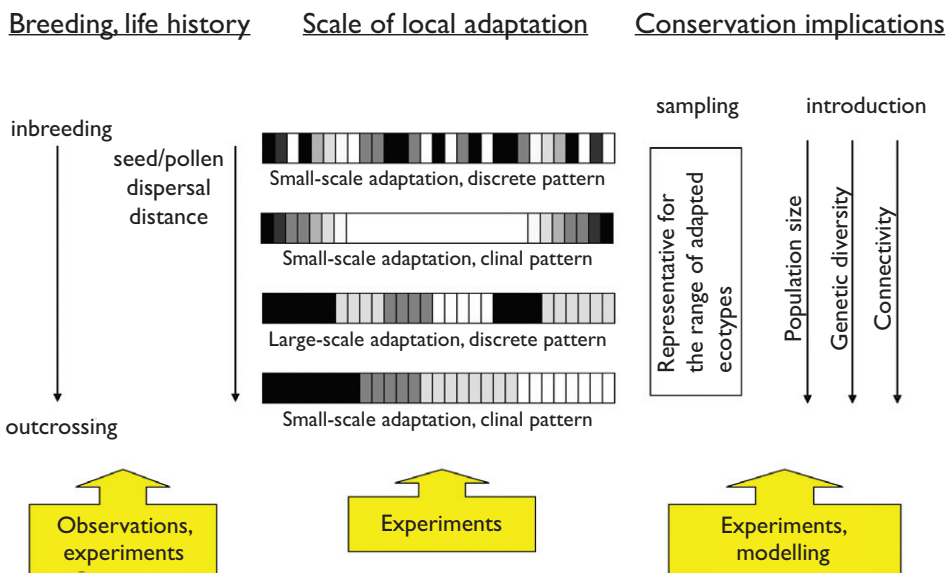 Breeding, life history
Scale of local adaptation
Conservation implications
inbreeding
seed/pollen
dispersal
distance
outcrossing
Small-scale adaptation, discrete pattern
Small-scale adaptation, clinal pattern
Large-scale adaptation, discrete pattern
Small-scale adaptation, clinal pattern
sampling
Representative for
the range of adapted
ecotypes
introduction
Population size
Genetic diversity
Connectivity
Observations,
experiments
Experiments
Experiments,
modelling